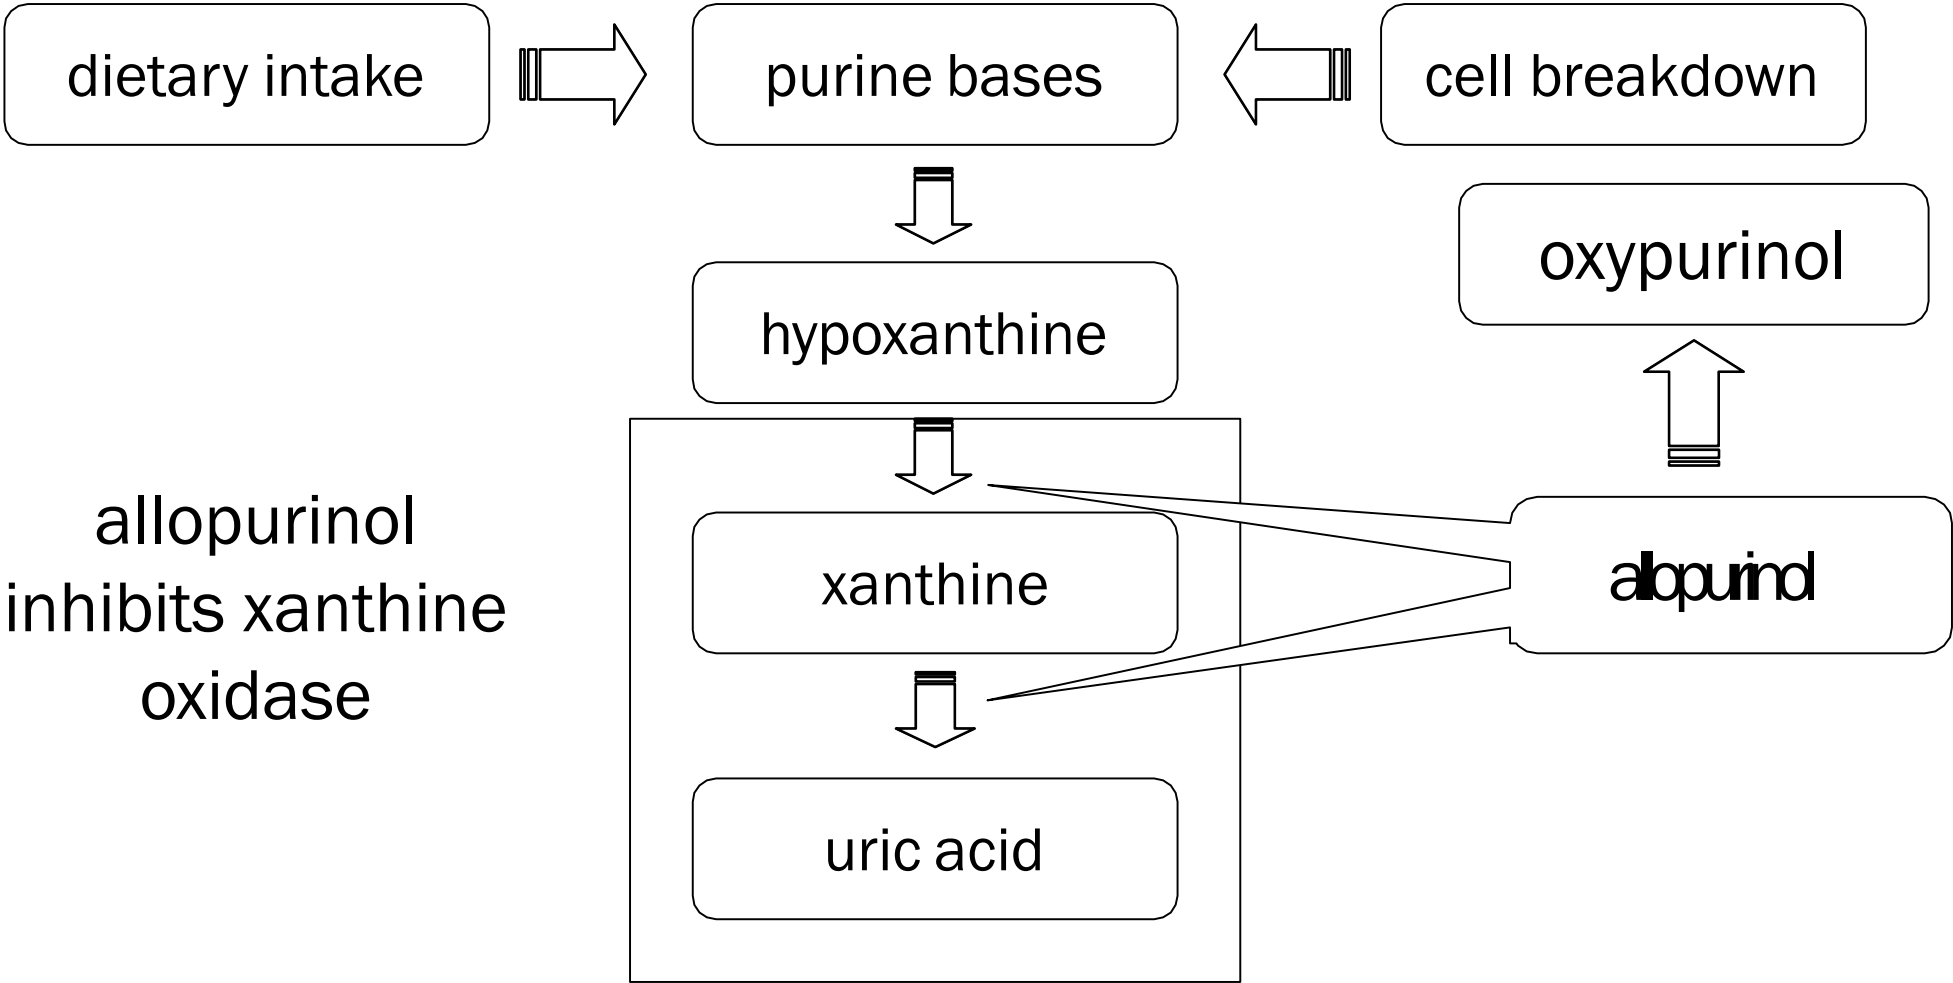 dietary intake
purine bases
cell breakdown
oxypurinol
hypoxanthine
allopurinol
inhibits xanthine
oxidase
xanthine
allopurinol
uric acid